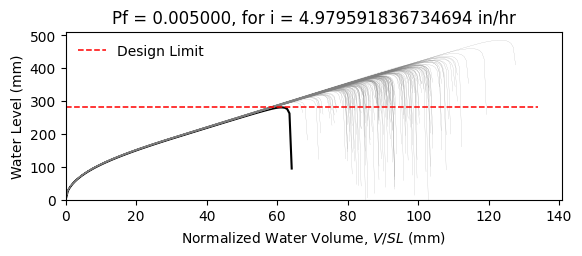 Pf = 0.005000, for i = 4.979591836734694 in/hr
Design Limit
Water Level (mm)
500
400
300
200
100
0
0 20 40 60 80 100 120 140
Normalized Water Volume, V/SL (mm)